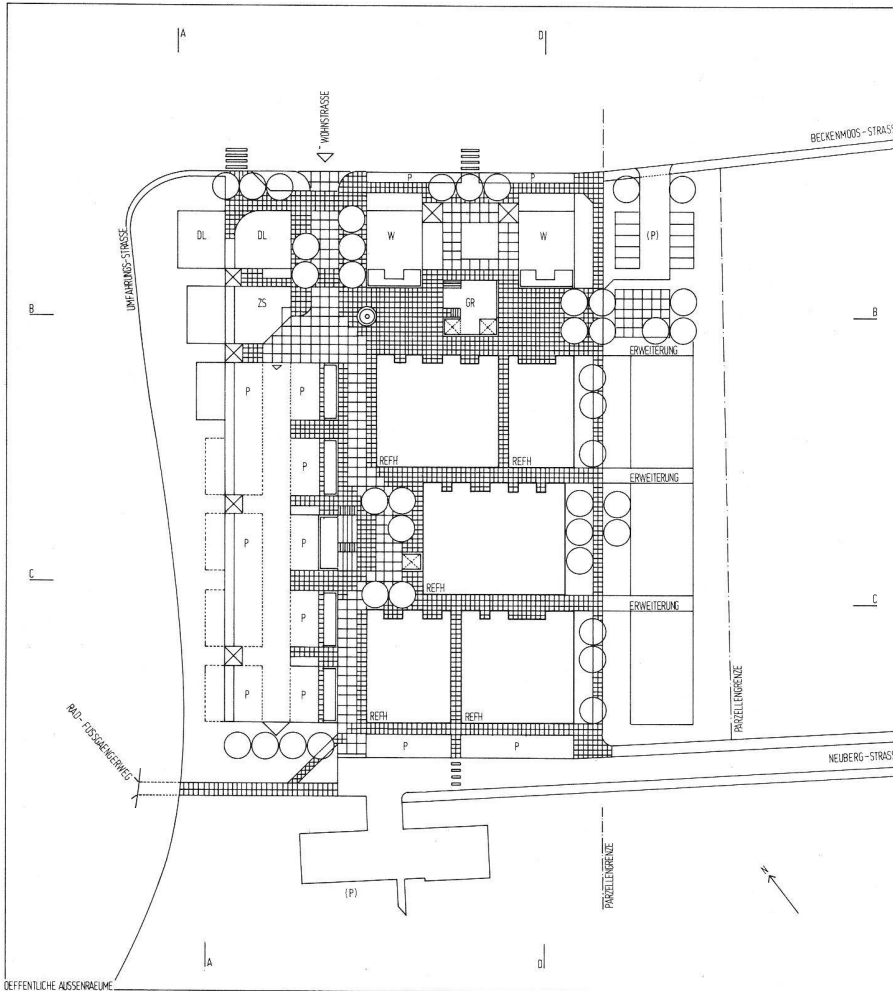 A
D
WOHNSTRASSE
BECKENMOOS-STRASS
P
P
UMFAHRUNGS-STRASSE
DL
DL
W
W
(P)
B
ZS
GR
B
ERWEITERUNG
P
P
REFH
REFH
P
ERWEITERUNG
P
P
C
REFH
ERWEITERUNG
C
P
P
P
REFH
REFH
PARZELLENGRENZE
RAD-FUSSGAENGERWEG
P
P
NEUBERG-STRASS
PARZELLENGRENZE
N
(P)
A
D
OEFFENTLICHE AUSSENRAEUME